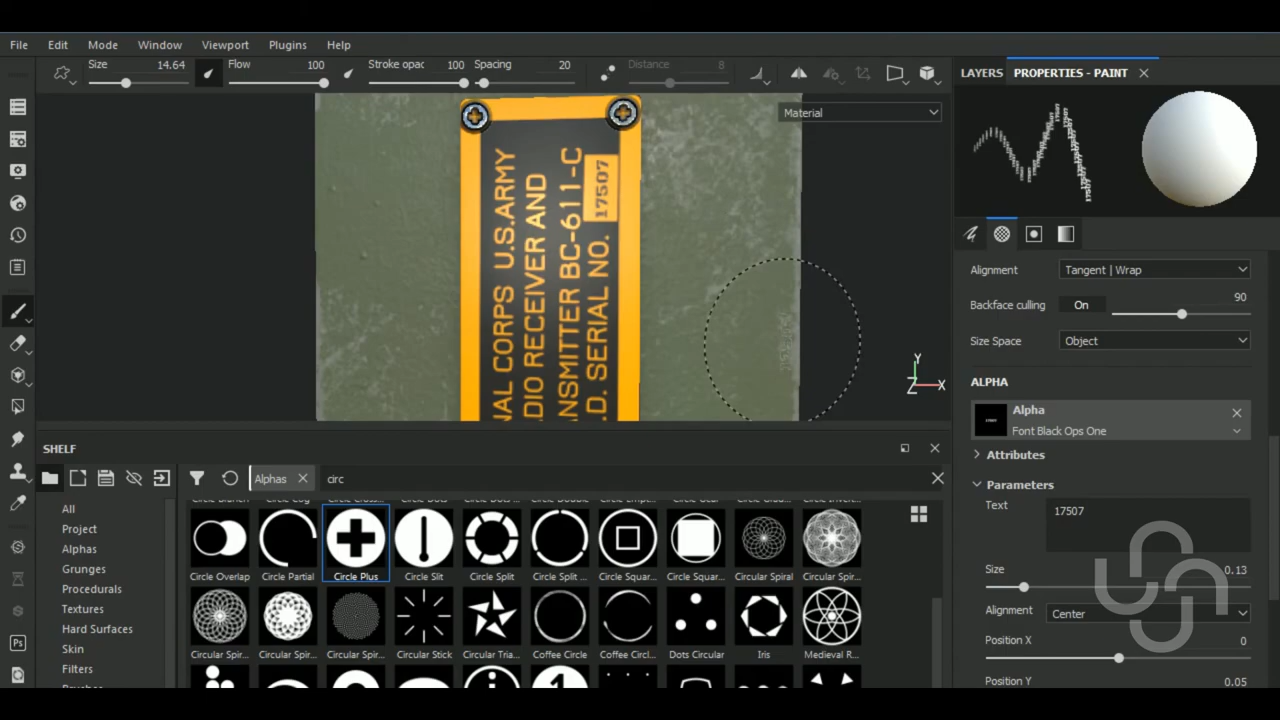 File Edit Mode Window Viewport Plugins Help
Size 14.64 Flow 100 Stroke opac 100 Spacing 20 Distance 8
LAYERS PROPERTIES - PAINT
Material
NAL CORPS U.S.ARMY
DIO RECEIVER AND
NSMITTER BC-611-C
.D. SERIAL NO. 17507
Y
Z X
Alignment Tangent | Wrap
Backface culling On 90
Size Space Object
ALPHA
Alpha
Font Black Ops One
Attributes
Parameters
Text 17507
Size 0.13
Alignment Center
Position X 0
Position Y 0.05
SHELF
Alphas circ
All
Project
Alphas
Grunges
Procedurals
Textures
Hard Surfaces
Skin
Filters
Circle Overlap Circle Partial Circle Plus Circle Slit Circle Split Circle Split ... Circle Squar... Circle Squar... Circular Spiral Circular Spir...
Circular Spir... Circular Spir... Circular Spir... Circular Stick Circular Tria... Coffee Circle Coffee Circl... Dots Circular Iris Medieval R...
Ps